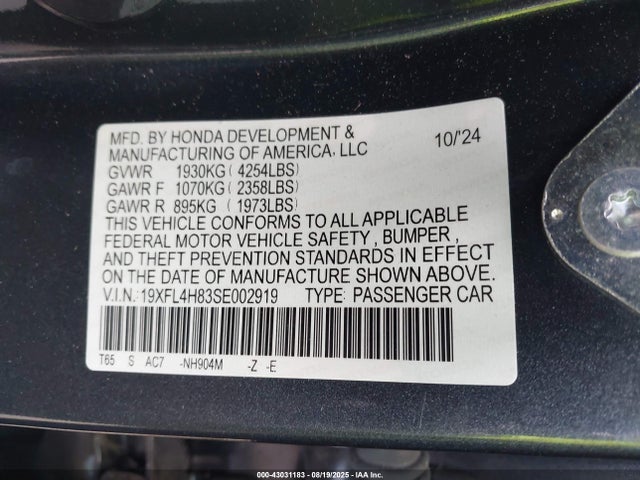 MFD. BY HONDA DEVELOPMENT & 10/'24
MANUFACTURING OF AMERICA, LLC
GVWR 1930KG ( 4254LBS)
GAWR F 1070KG ( 2358LBS)
GAWR R 895KG ( 1973LBS)
THIS VEHICLE CONFORMS TO ALL APPLICABLE
FEDERAL MOTOR VEHICLE SAFETY , BUMPER ,
AND THEFT PREVENTION STANDARDS IN EFFECT
ON THE DATE OF MANUFACTURE SHOWN ABOVE.
V.I.N.: 19XFL4H83SE002919 TYPE: PASSENGER CAR
T65 S AC7 -NH904M -Z -E
000-43031183 - 08/19/2025 - IAA Inc.